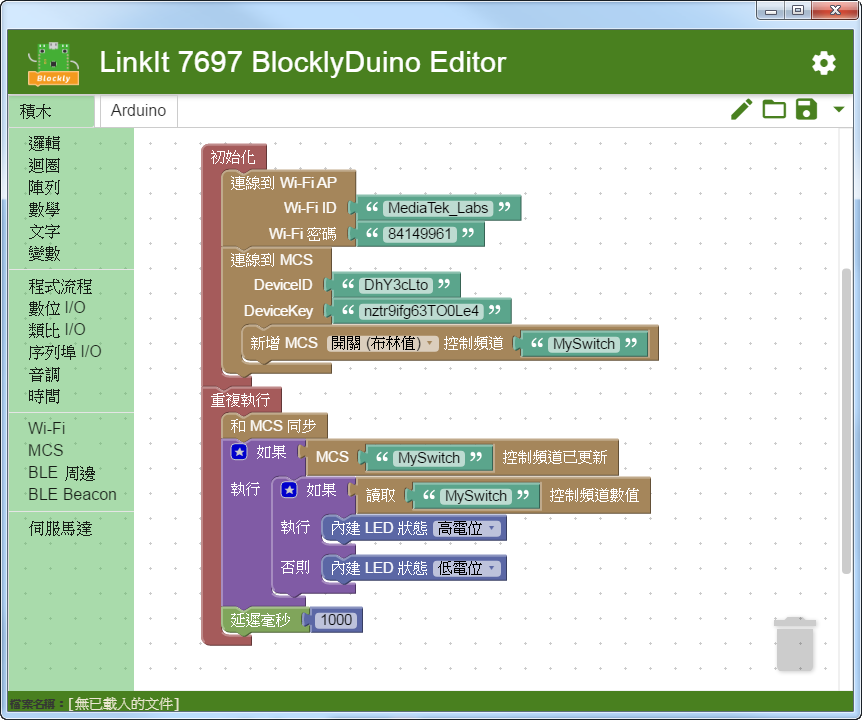 LinkIt 7697 BlocklyDuino Editor
Blockly
積木
Arduino
邏輯
迴圈
陣列
數學
文字
變數
程式流程
數位 I/O
類比 I/O
序列埠 I/O
音調
時間
Wi-Fi
MCS
BLE 周邊
BLE Beacon
伺服馬達
初始化
連線到 Wi-Fi AP
Wi-Fi ID “ MediaTek_Labs ”
Wi-Fi 密碼 “ 84149961 ”
連線到 MCS
DeviceID “ DhY3cLto ”
DeviceKey “ nztr9ifg63TO0Le4 ”
新增 MCS 開關 (布林值) 控制頻道 “ MySwitch ”
重複執行
和 MCS 同步
如果 MCS “ MySwitch ” 控制頻道已更新
執行 如果 讀取 “ MySwitch ” 控制頻道數值
執行 內建 LED 狀態 高電位
否則 內建 LED 狀態 低電位
延遲毫秒 1000
檔案名稱：[無已載入的文件]